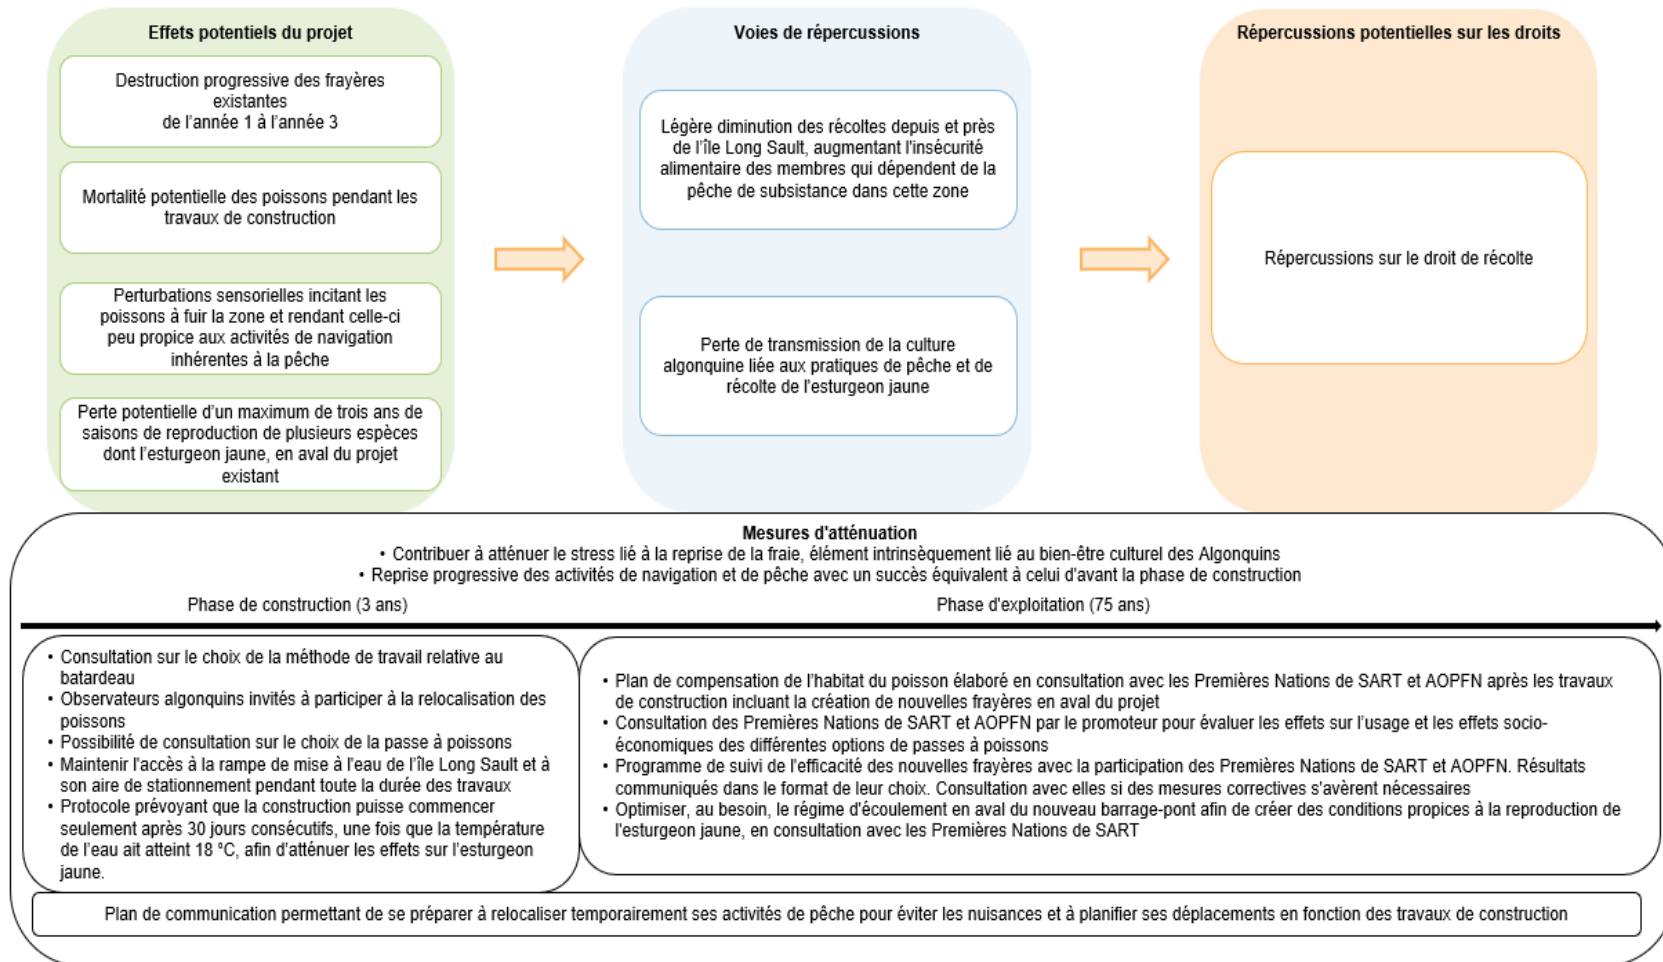 Effets potentiels du projet
Destruction progressive des frayères
existantes
de l'année 1 à l'année 3
Mortalité potentielle des poissons pendant les
travaux de construction
Perturbations sensorielles incitant les
poissons à fuir la zone et rendant celle-ci
peu propice aux activités de navigation
inhérentes à la pêche
Perte potentielle d'un maximum de trois ans de
saisons de reproduction de plusieurs espèces
dont l'esturgeon jaune, en aval du projet
existant
Voies de répercussions
Légère diminution des récoltes depuis et près
de l'île Long Sault, augmentant l'insécurité
alimentaire des membres qui dépendent de la
pêche de subsistance dans cette zone
Perte de transmission de la culture
algonquine liée aux pratiques de pêche et de
récolte de l'esturgeon jaune
Répercussions potentielles sur les droits
Répercussions sur le droit de récolte
Mesures d'atténuation
• Contribuer à atténuer le stress lié à la reprise de la fraie, élément intrinsèquement lié au bien-être culturel des Algonquins
• Reprise progressive des activités de navigation et de pêche avec un succès équivalent à celui d'avant la phase de construction
Phase de construction (3 ans)
Phase d'exploitation (75 ans)
• Consultation sur le choix de la méthode de travail relative au
batardeau
• Observateurs algonquins invités à participer à la relocalisation des
poissons
• Possibilité de consultation sur le choix de la passe à poissons
• Maintenir l'accès à la rampe de mise à l'eau de l'île Long Sault et à
son aire de stationnement pendant toute la durée des travaux
• Protocole prévoyant que la construction puisse commencer
seulement après 30 jours consécutifs, une fois que la température
de l'eau ait atteint 18 °C, afin d'atténuer les effets sur l'esturgeon
jaune.
• Plan de compensation de l'habitat du poisson élaboré en consultation avec les Premières Nations de SART et AOPFN après les travaux
de construction incluant la création de nouvelles frayères en aval du projet
• Consultation des Premières Nations de SART et AOPFN par le promoteur pour évaluer les effets sur l'usage et les effets socio-
économiques des différentes options de passes à poissons
• Programme de suivi de l'efficacité des nouvelles frayères avec la participation des Premières Nations de SART et AOPFN. Résultats
communiqués dans le format de leur choix. Consultation avec elles si des mesures correctives s'avèrent nécessaires
• Optimiser, au besoin, le régime d'écoulement en aval du nouveau barrage-pont afin de créer des conditions propices à la reproduction de
l'esturgeon jaune, en consultation avec les Premières Nations de SART
Plan de communication permettant de se préparer à relocaliser temporairement ses activités de pêche pour éviter les nuisances et à planifier ses déplacements en fonction des travaux de construction